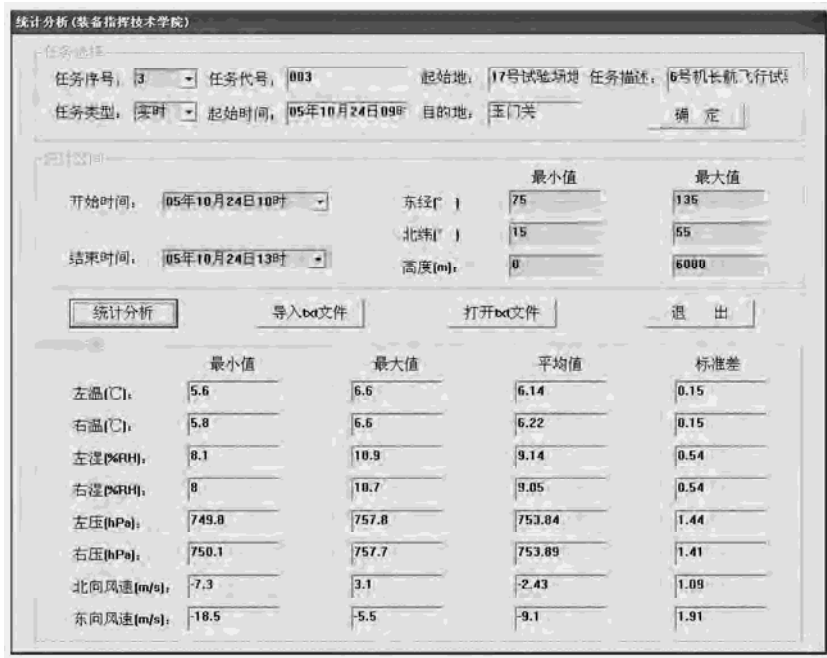 统计分析(装备指挥技术学院)
任务选择
任务序号: 3 任务代号: 003 起始地: 17号试验场地 任务描述: 6号机长航飞行试
任务类型: 实时 起始时间: 05年10月24日09时 目的地: 玉门关 确 定
统计区间
最小值 最大值
开始时间: 05年10月24日10时 东经(° ) 75 135
北纬(° ) 15 55
结束时间: 05年10月24日13时 高度(m): 0 6000
统计分析 导入txt文件 打开txt文件 退 出
最小值 最大值 平均值 标准差
左温(℃): 5.6 6.6 6.14 0.15
右温(℃): 5.8 6.6 6.22 0.15
左湿(%RH): 8.1 10.9 9.14 0.54
右湿(%RH): 8 10.7 9.05 0.54
左压(hPa): 749.8 757.8 753.84 1.44
右压(hPa): 750.1 757.7 753.89 1.41
北向风速(m/s): -7.3 3.1 -2.43 1.09
东向风速(m/s): -18.5 -5.5 -9.1 1.91